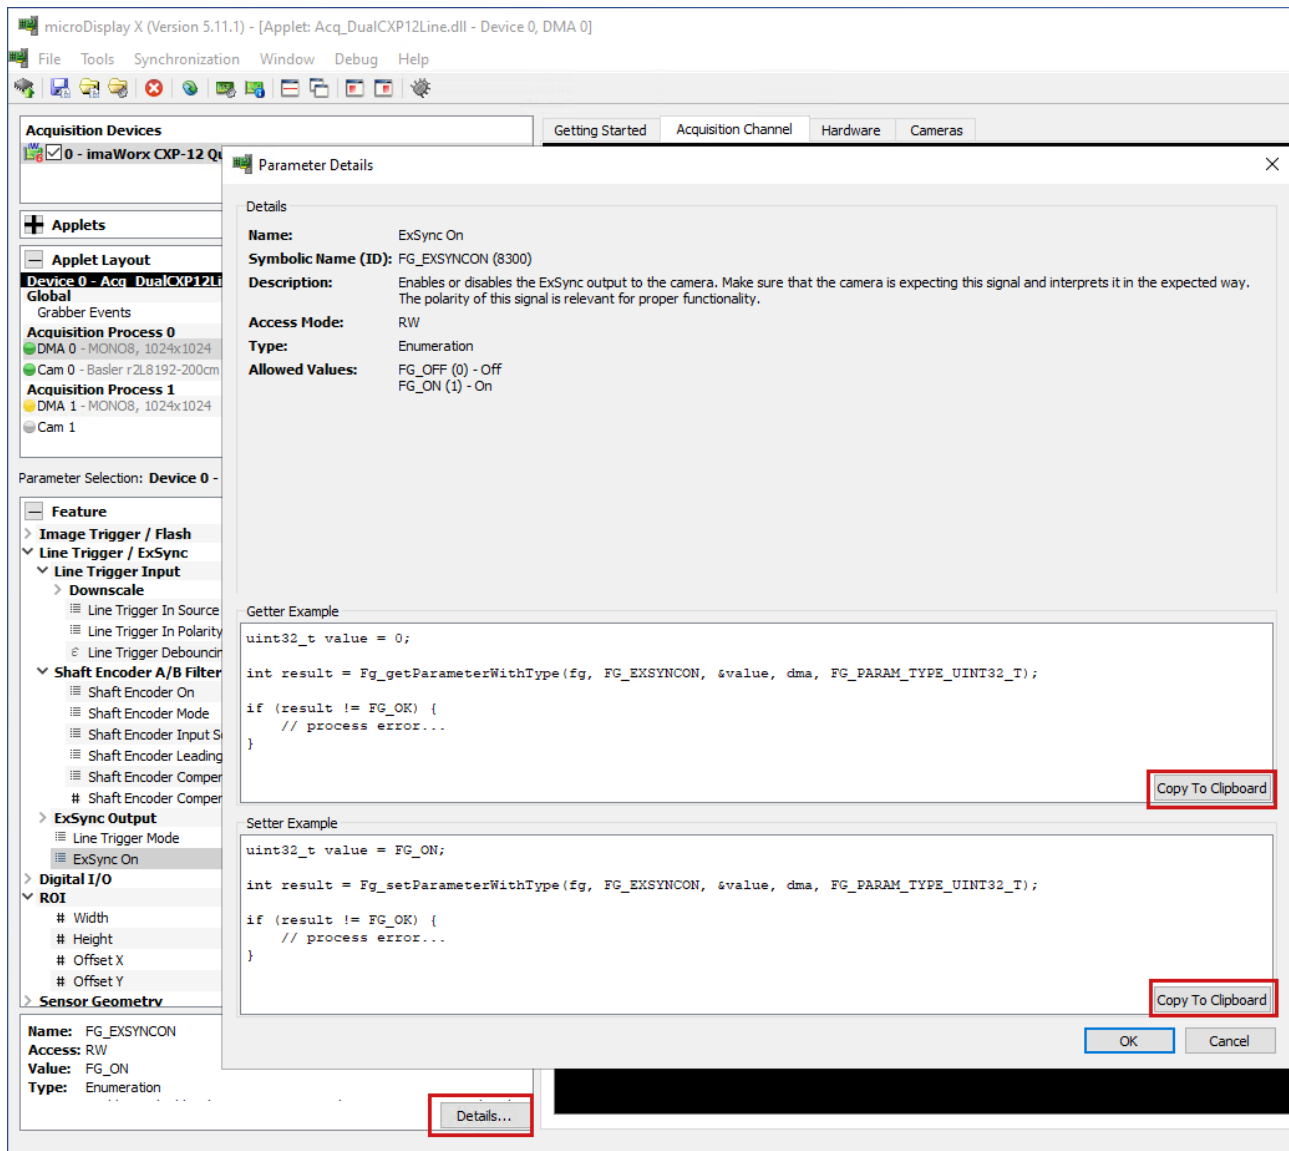 microDisplay X (Version 5.11.1) - [Applet: Acq_DualCXP12Line.dll - Device 0, DMA 0]
File Tools Synchronization Window Debug Help
Acquisition Devices
0 - imaWorx CXP-12 Qu
Getting Started Acquisition Channel Hardware Cameras
Applets
Applet Layout
Device 0 - Acq_DualCXP12Li
Global
Grabber Events
Acquisition Process 0
DMA 0 - MONO8, 1024x1024
Cam 0 - Basler r2L8192-200cm
Acquisition Process 1
DMA 1 - MONO8, 1024x1024
Cam 1
Parameter Selection: Device 0 -
Feature
Image Trigger / Flash
Line Trigger / ExSync
Line Trigger Input
Downscale
Line Trigger In Source
Line Trigger In Polarity
Line Trigger Debouncin
Shaft Encoder A/B Filter
Shaft Encoder On
Shaft Encoder Mode
Shaft Encoder Input S
Shaft Encoder Leading
Shaft Encoder Comper
# Shaft Encoder Comper
ExSync Output
Line Trigger Mode
ExSync On
Digital I/O
ROI
# Width
# Height
# Offset X
# Offset Y
Sensor Geometry
Name: FG_EXSYNCON
Access: RW
Value: FG_ON
Type: Enumeration
Details...
Parameter Details
Details
Name: ExSync On
Symbolic Name (ID): FG_EXSYNCON (8300)
Description: Enables or disables the ExSync output to the camera. Make sure that the camera is expecting this signal and interprets it in the expected way.
The polarity of this signal is relevant for proper functionality.
Access Mode: RW
Type: Enumeration
Allowed Values: FG_OFF (0) - Off
FG_ON (1) - On
Getter Example
uint32_t value = 0;
int result = Fg_getParameterWithType(fg, FG_EXSYNCON, &value, dma, FG_PARAM_TYPE_UINT32_T);
if (result != FG_OK) {
// process error...
}
Copy To Clipboard
Setter Example
uint32_t value = FG_ON;
int result = Fg_setParameterWithType(fg, FG_EXSYNCON, &value, dma, FG_PARAM_TYPE_UINT32_T);
if (result != FG_OK) {
// process error...
}
Copy To Clipboard
OK Cancel